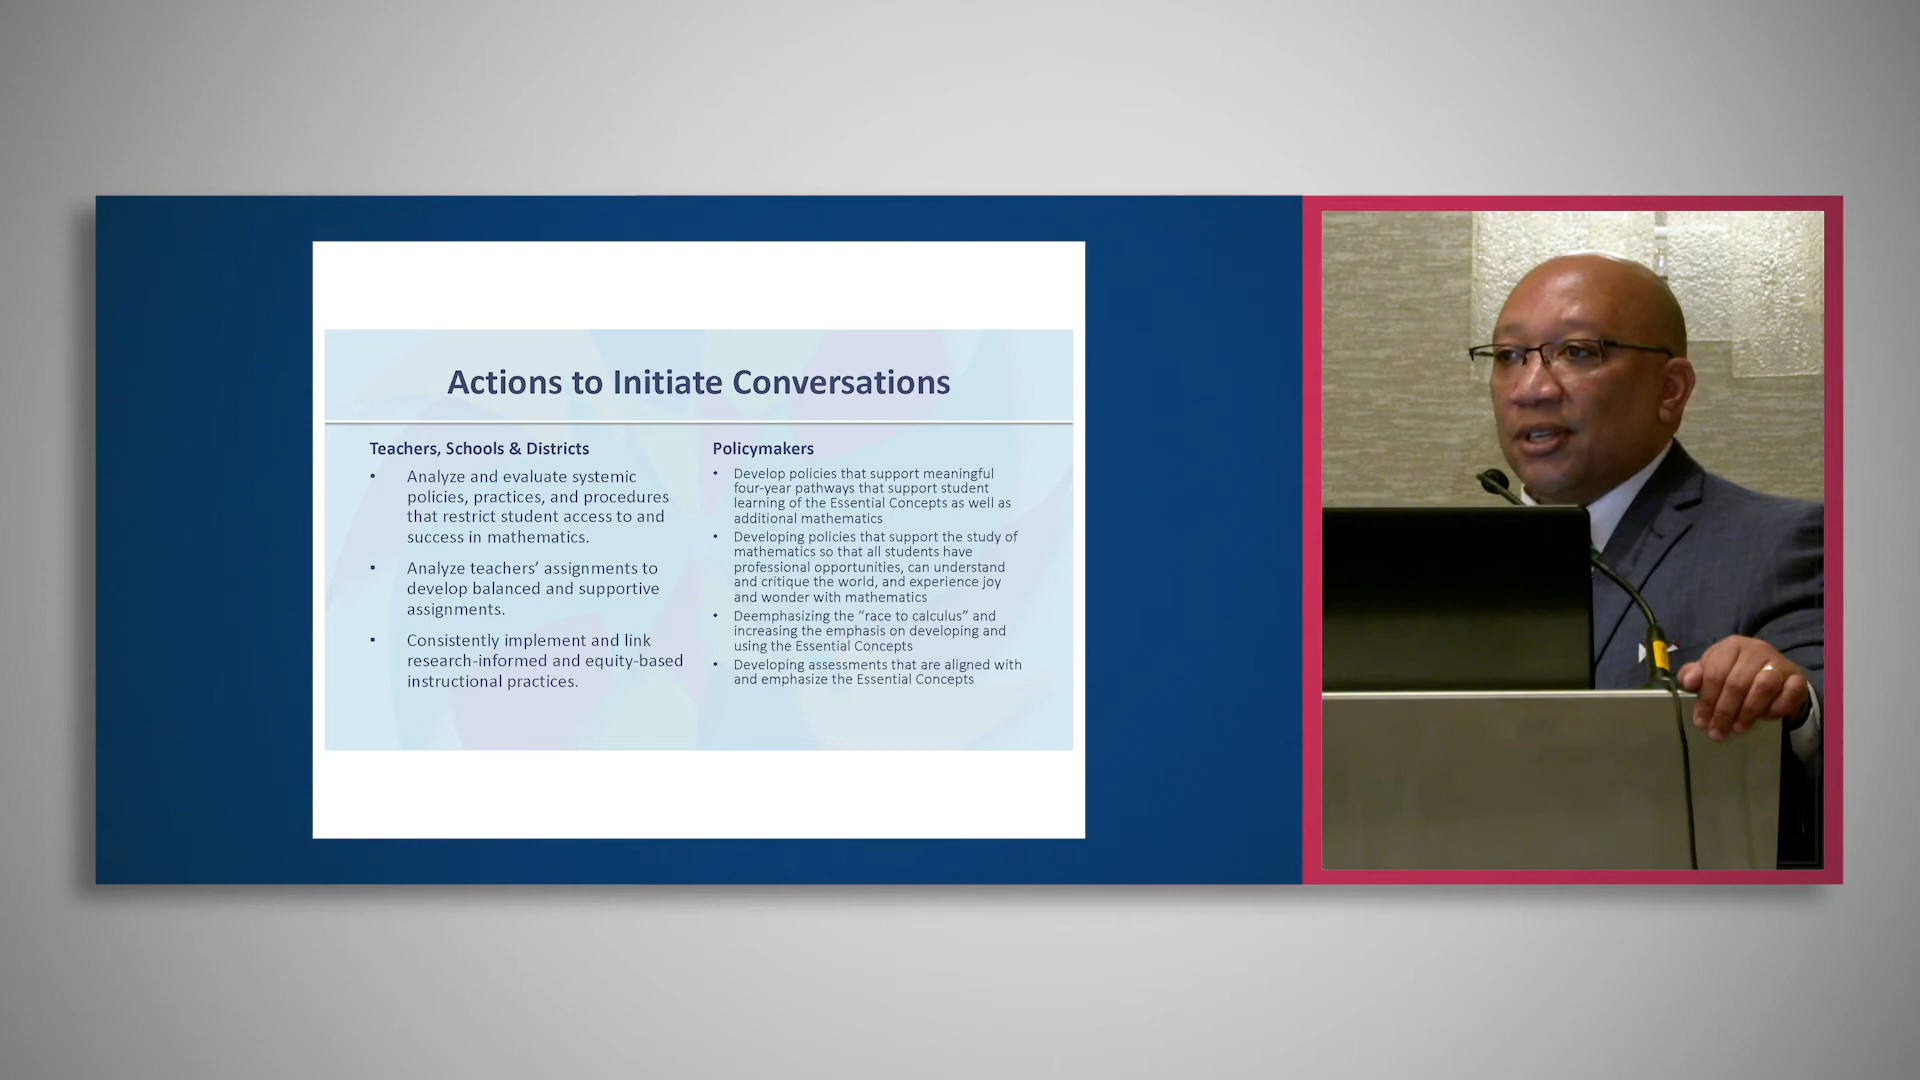 Actions to Initiate Conversations
Teachers, Schools & Districts
• Analyze and evaluate systemic
policies, practices, and procedures
that restrict student access to and
success in mathematics.
• Analyze teachers’ assignments to
develop balanced and supportive
assignments.
• Consistently implement and link
research-informed and equity-based
instructional practices.
Policymakers
• Develop policies that support meaningful
four-year pathways that support student
learning of the Essential Concepts as well as
additional mathematics
• Developing policies that support the study of
mathematics so that all students have
professional opportunities, can understand
and critique the world, and experience joy
and wonder with mathematics
• Deemphasizing the “race to calculus” and
increasing the emphasis on developing and
using the Essential Concepts
• Developing assessments that are aligned with
and emphasize the Essential Concepts